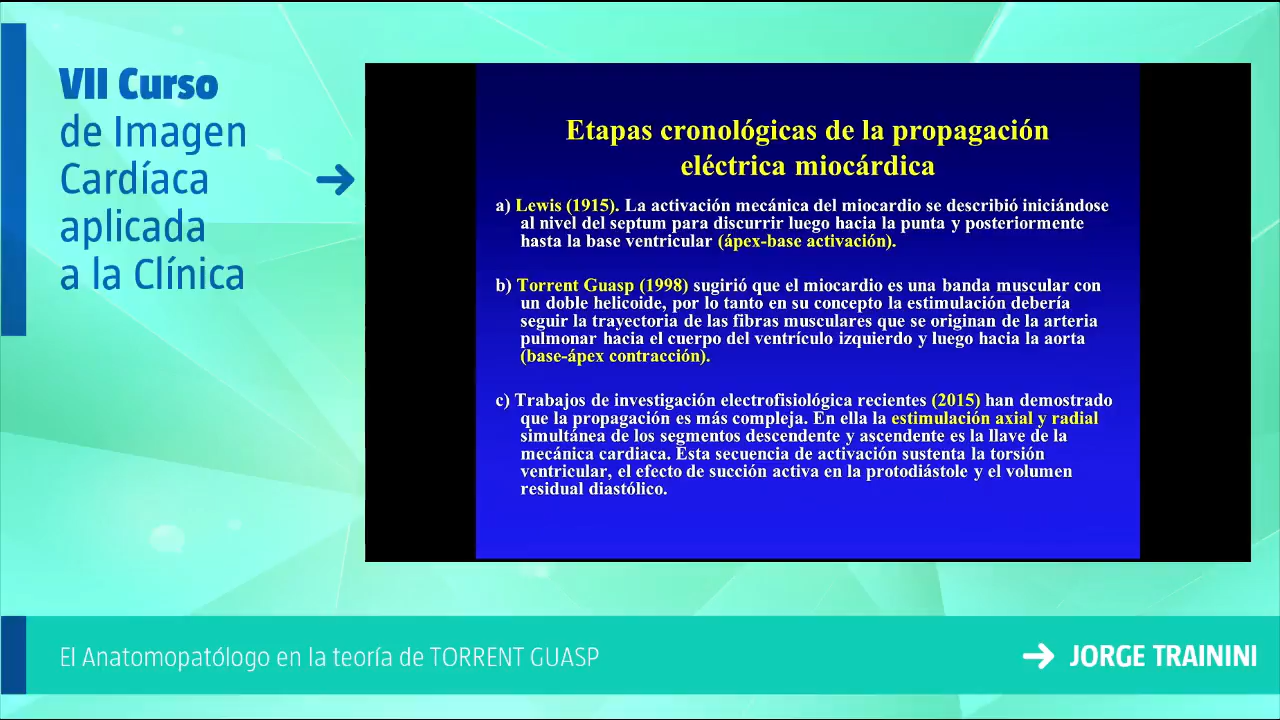 VII Curso
de Imagen
Cardíaca
aplicada
a la Clínica
Etapas cronológicas de la propagación
eléctrica miocárdica
a) Lewis (1915). La activación mecánica del miocardio se describió iniciándose
al nivel del septum para discurrir luego hacia la punta y posteriormente
hasta la base ventricular (ápex-base activación).
b) Torrent Guasp (1998) sugirió que el miocardio es una banda muscular con
un doble helicoide, por lo tanto en su concepto la estimulación debería
seguir la trayectoria de las fibras musculares que se originan de la arteria
pulmonar hacia el cuerpo del ventrículo izquierdo y luego hacia la aorta
(base-ápex contracción).
c) Trabajos de investigación electrofisiológica recientes (2015) han demostrado
que la propagación es más compleja. En ella la estimulación axial y radial
simultánea de los segmentos descendente y ascendente es la llave de la
mecánica cardiaca. Esta secuencia de activación sustenta la torsión
ventricular, el efecto de succión activa en la protodiástole y el volumen
residual diastólico.
El Anatomopatólogo en la teoría de TORRENT GUASP
JORGE TRAININI